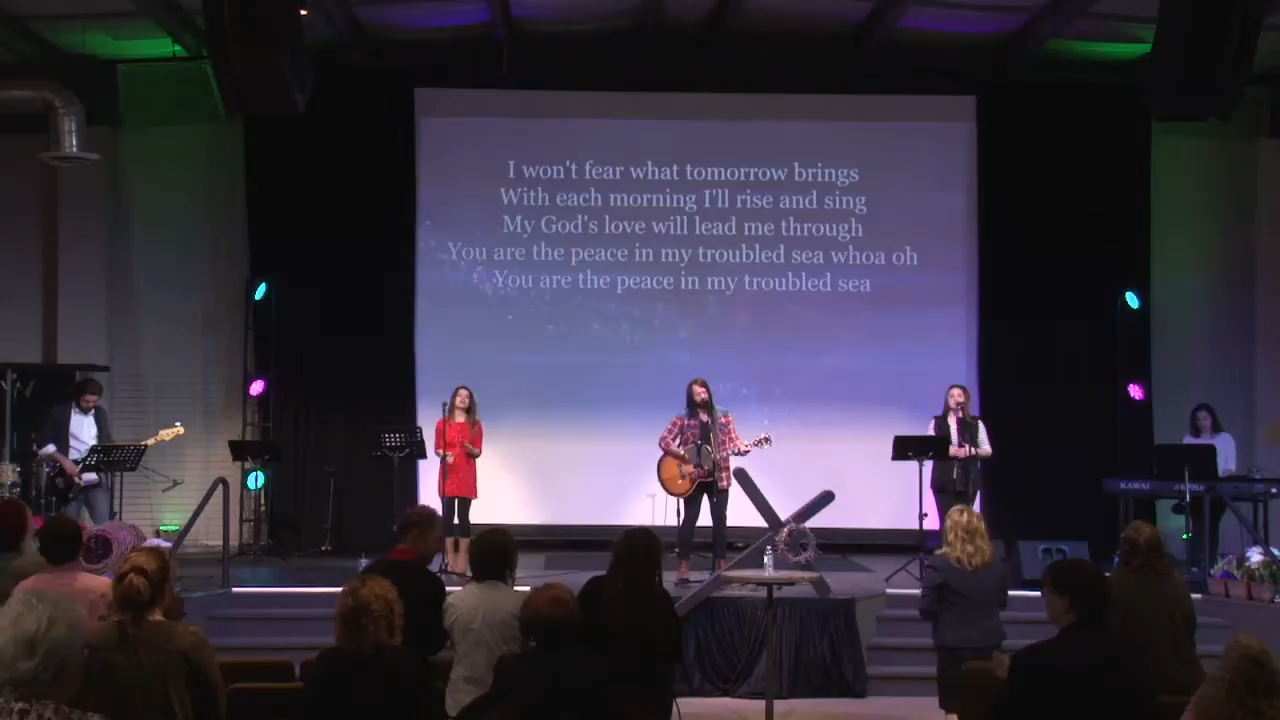 I won't fear what tomorrow brings
With each morning I'll rise and sing
My God's love will lead me through
You are the peace in my troubled sea whoa oh
You are the peace in my troubled sea
KAWAI